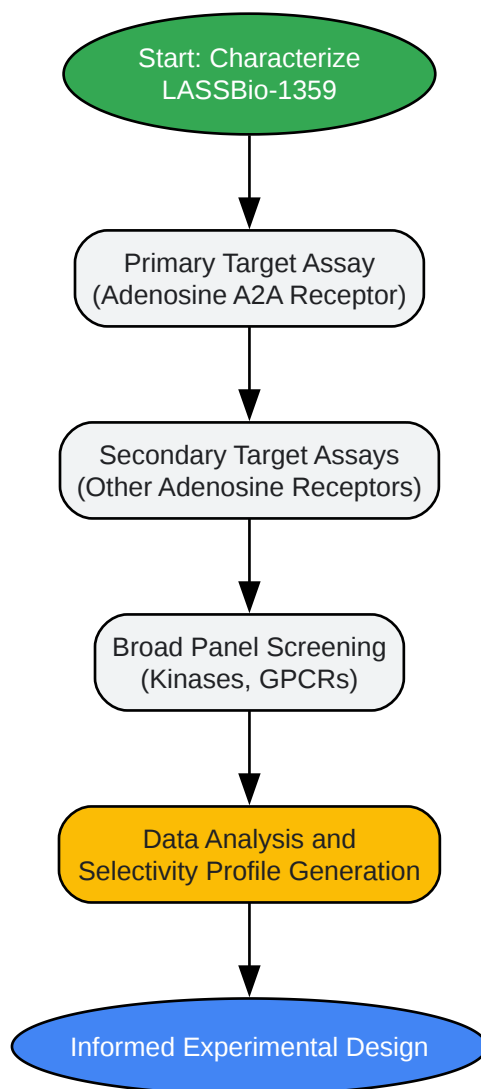 Start: Characterize
LASSBio-1359
Primary Target Assay
(Adenosine A2A Receptor)
Secondary Target Assays
(Other Adenosine Receptors)
Broad Panel Screening
(Kinases, GPCRs)
Data Analysis and
Selectivity Profile Generation
Informed Experimental Design